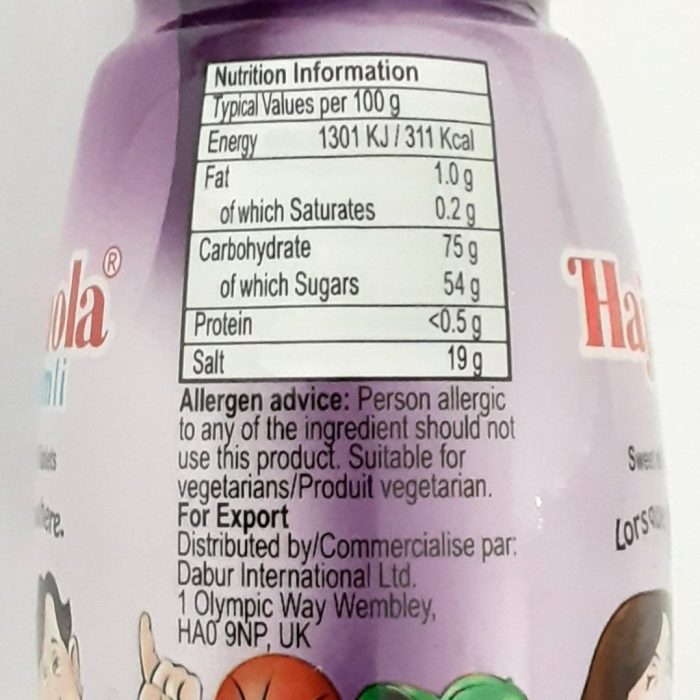 Nutrition Information
Typical Values per 100 g
Energy 1301 KJ / 311 Kcal
Fat 1.0 g
of which Saturates 0.2 g
Carbohydrate 75 g
of which Sugars 54 g
Protein <0.5 g
Salt 19 g
Allergen advice: Person allergic
to any of the ingredient should not
use this product. Suitable for
vegetarians/Produit vegetarian.
For Export
Distributed by/Commercialise par:
Dabur International Ltd.
1 Olympic Way Wembley,
HA0 9NP, UK
ola®